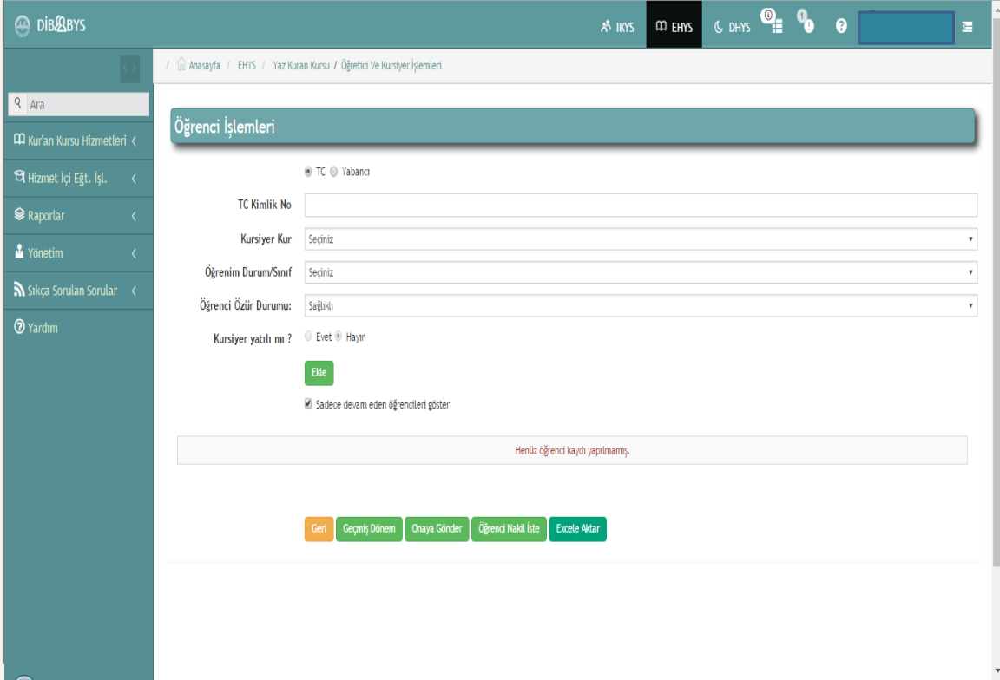 DİBBYS
IKYS
EHYS
DHYS
1
/ Anasayfa / EHYS / Yaz Kuran Kursu / Öğretici Ve Kursiyer İşlemleri
Ara
Kur'an Kursu Hizmetleri
Hizmet İçi Eğt. İşl.
Raporlar
Yönetim
Sıkça Sorulan Sorular
Yardım
Öğrenci İşlemleri
TC Yabancı
TC Kimlik No
Kursiyer Kur Seçiniz
Öğrenim Durum/Sınıf Seçiniz
Öğrenci Özür Durumu: Sağlıklı
Kursiyer yatılı mı ? Evet Hayır
Ekle
Sadece devam eden öğrencileri göster
Henüz öğrenci kaydı yapılmamış.
Geri Geçmiş Dönem Onaya Gönder Öğrenci Nakil İste Excele Aktar